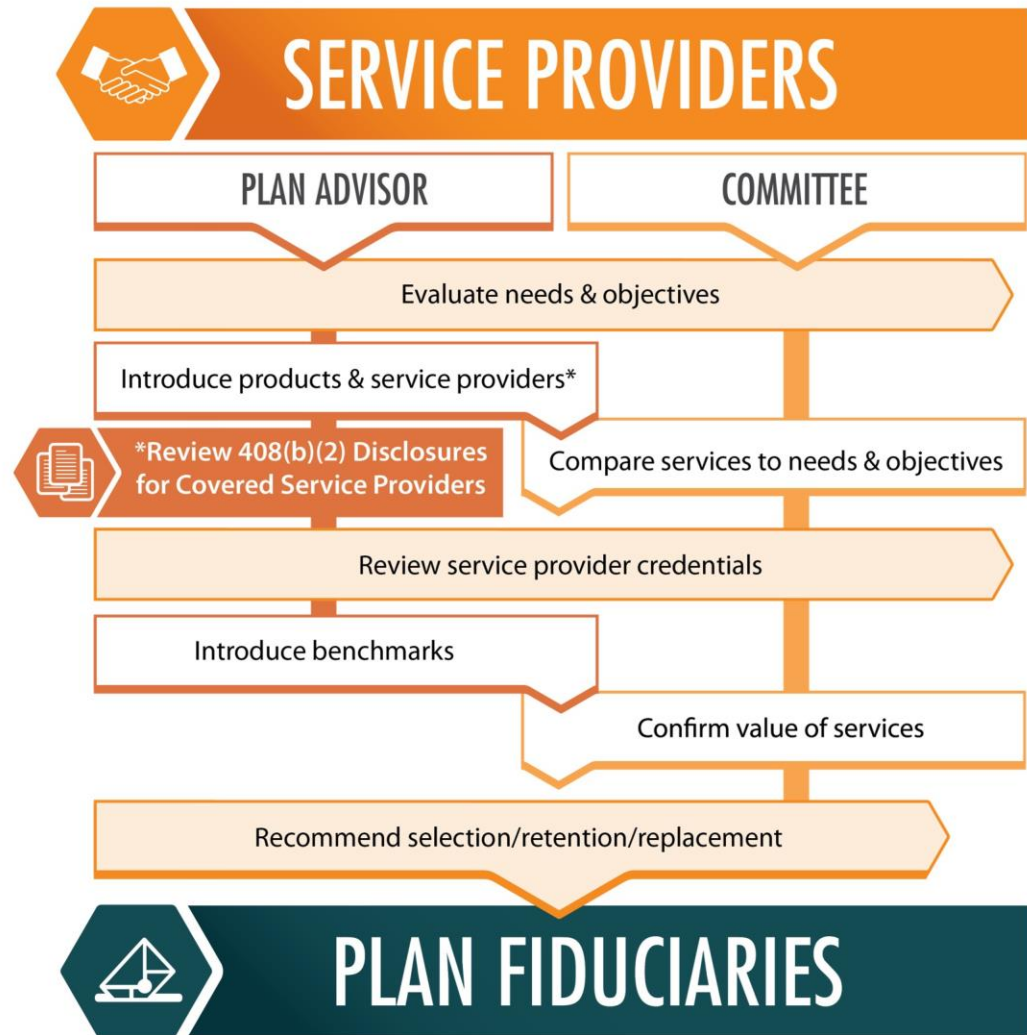 SERVICE PROVIDERS
PLAN ADVISOR
COMMITTEE
Evaluate needs & objectives
Introduce products & service providers*
*Review 408(b)(2) Disclosures
for Covered Service Providers
Compare services to needs & objectives
Review service provider credentials
Introduce benchmarks
Confirm value of services
Recommend selection/retention/replacement
PLAN FIDUCIARIES